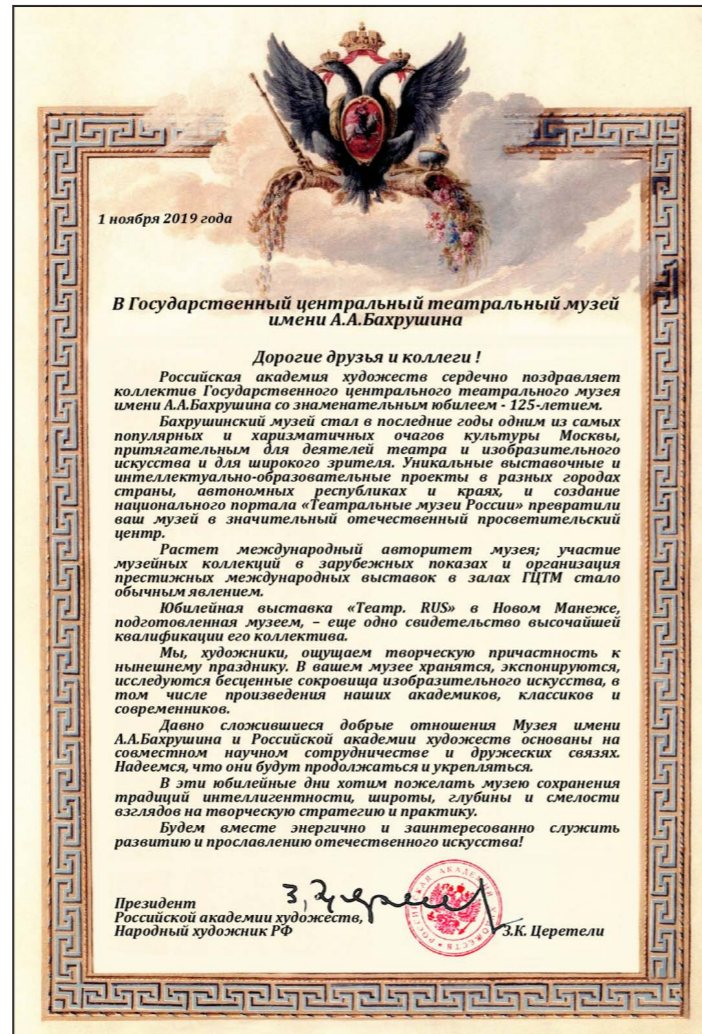 1 ноября 2019 года
В Государственный центральный театральный музей
имени А.А.Бахрушина
Дорогие друзья и коллеги !
Российская академия художеств сердечно поздравляет
коллектив Государственного центрального театрального музея
имени А.А.Бахрушина со знаменательным юбилеем - 125-летием.
Бахрушинский музей стал в последние годы одним из самых
популярных и харизматичных очагов культуры Москвы,
притягательным для деятелей театра и изобразительного
искусства и для широкого зрителя. Уникальные выставочные и
интеллектуально-образовательные проекты в разных городах
страны, автономных республиках и краях, и создание
национального портала «Театральные музеи России» превратили
ваш музей в значительный отечественный просветительский
центр.
Растет международный авторитет музея; участие
музейных коллекций в зарубежных показах и организация
престижных международных выставок в залах ГЦТМ стало
обычным явлением.
Юбилейная выставка «Театр. RUS» в Новом Манеже,
подготовленная музеем, – еще одно свидетельство высочайшей
квалификации его коллектива.
Мы, художники, ощущаем творческую причастность к
нынешнему празднику. В вашем музее хранятся, экспонируются,
исследуются бесценные сокровища изобразительного искусства, в
том числе произведения наших академиков, классиков и
современников.
Давно сложившиеся добрые отношения Музея имени
А.А.Бахрушина и Российской академии художеств основаны на
совместном научном сотрудничестве и дружеских связях.
Надеемся, что они будут продолжаться и укрепляться.
В эти юбилейные дни хотим пожелать музею сохранения
традиций интеллигентности, широты, глубины и смелости
взглядов на творческую стратегию и практику.
Будем вместе энергично и заинтересованно служить
развитию и прославлению отечественного искусства!
Президент
Российской академии художеств,
Народный художник РФ
З.К. Церетели
РОССИЙСКАЯ АКАДЕМИЯ ХУДОЖЕСТВ